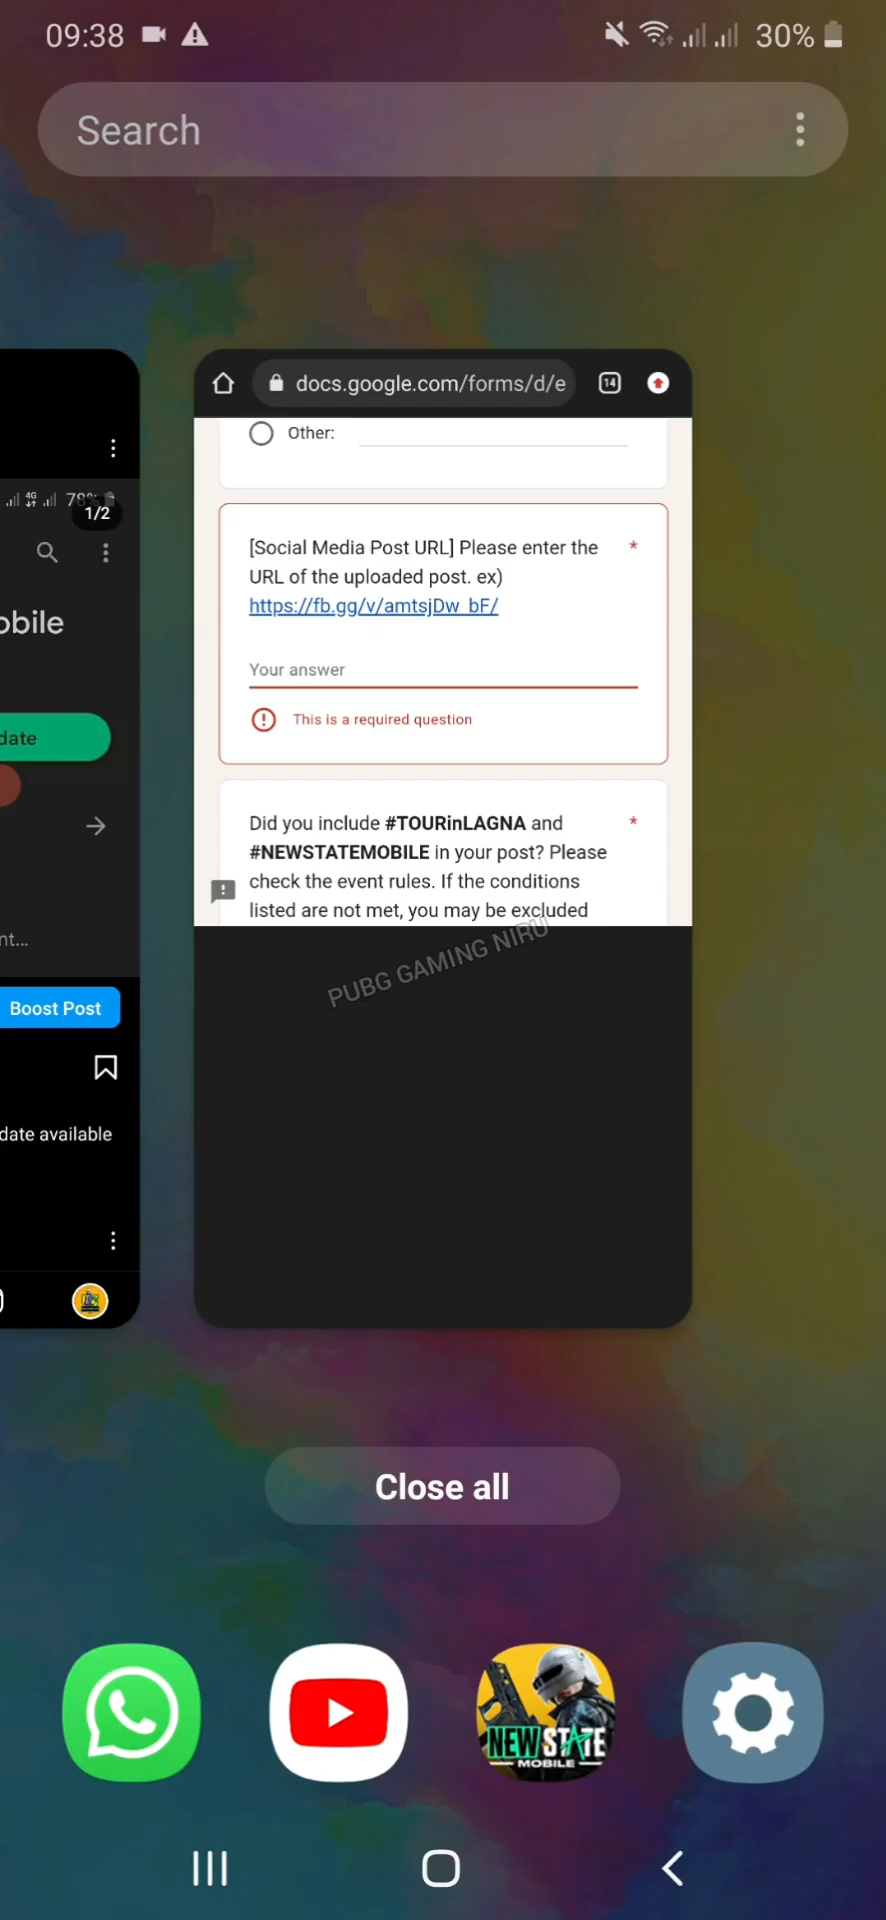 09:38
30%
Search
docs.google.com/forms/d/e
14
Other:
4G
78%
1/2
[Social Media Post URL] Please enter the *
URL of the uploaded post. ex)
https://fb.gg/v/amtsjDw_bF/
obile
Your answer
This is a required question
date
Did you include #TOURinLAGNA and *
#NEWSTATEMOBILE in your post? Please
check the event rules. If the conditions
listed are not met, you may be excluded
nt...
PUBG GAMING NIRU
Boost Post
date available
Close all
NEW STATE
MOBILE